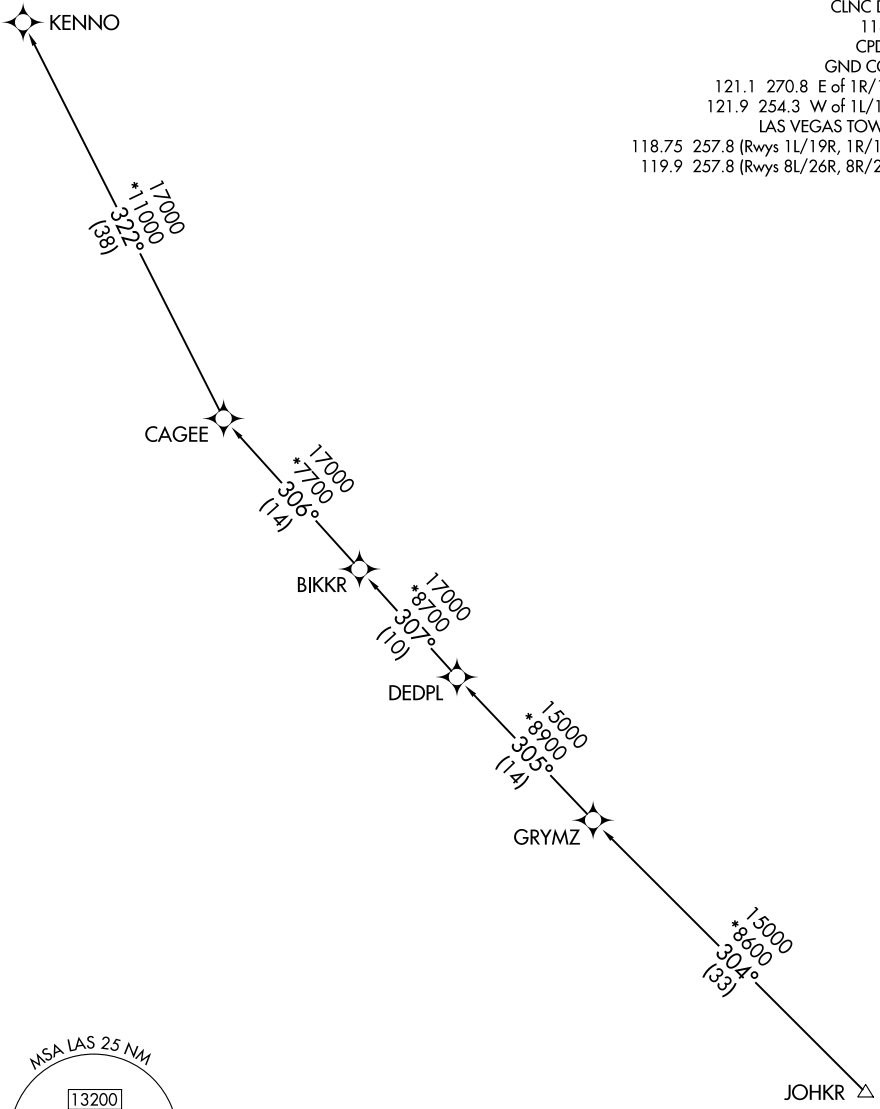 KENNO
CLNC
11
CPD
GND CO
121.1 270.8 E of 1R/
121.9 254.3 W of 1L/1
LAS VEGAS TOW
118.75 257.8 (Rwys 1L/19R, 1R/1
119.9 257.8 (Rwys 8L/26R, 8R/2
17000
*11000
322°
(38)
CAGEE
17000
*7700
306°
(14)
BIKKR
17000
*8700
307°
(10)
DEDPL
15000
*8900
305°
(14)
GRYMZ
15000
*8600
304°
(33)
JOHKR
MSA LAS 25 NM
13200